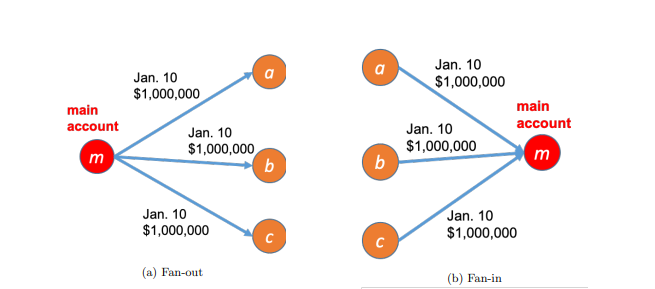 Jan. 10
$1,000,000
a
main
account
m
Jan. 10
$1,000,000
b
Jan. 10
$1,000,000
c
(a) Fan-out
a
Jan. 10
$1,000,000
main
account
Jan. 10
$1,000,000
b
m
c
Jan. 10
$1,000,000
(b) Fan-in